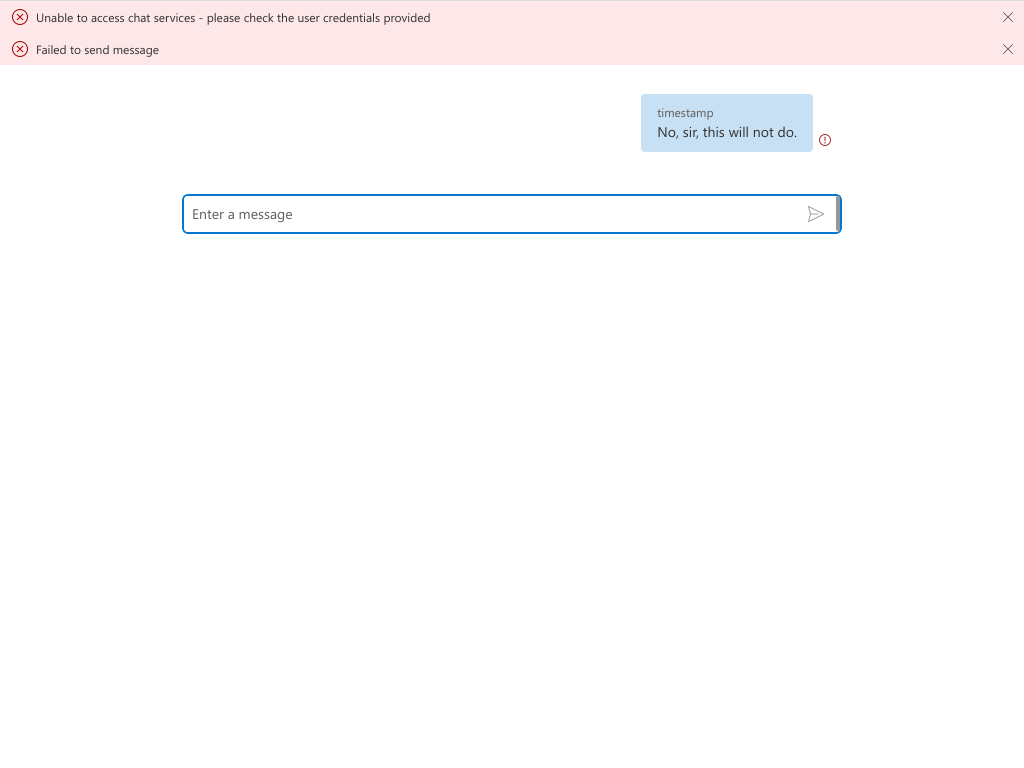 Unable to access chat services - please check the user credentials provided
Failed to send message
timestamp
No, sir, this will not do.
Enter a message